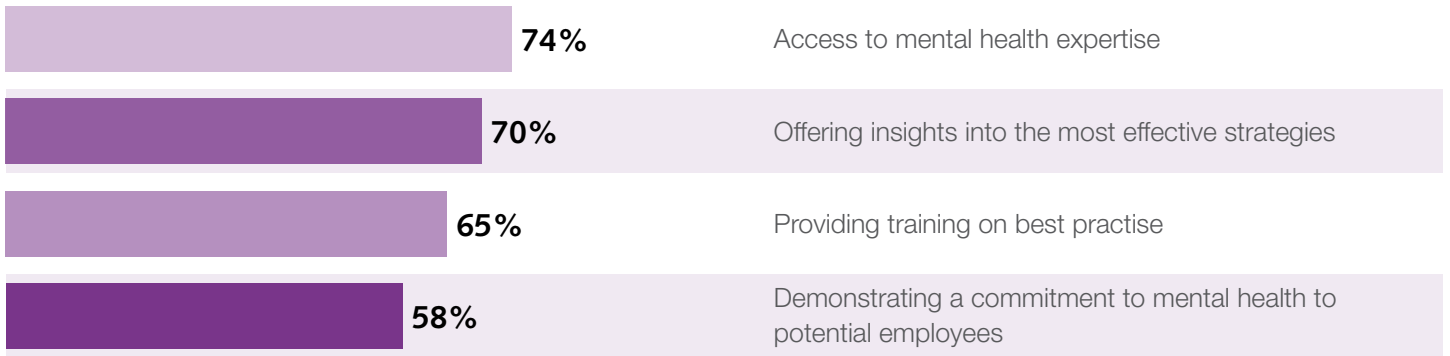 74% Access to mental health expertise
70% Offering insights into the most effective strategies
65% Providing training on best practise
58% Demonstrating a commitment to mental health to
potential employees